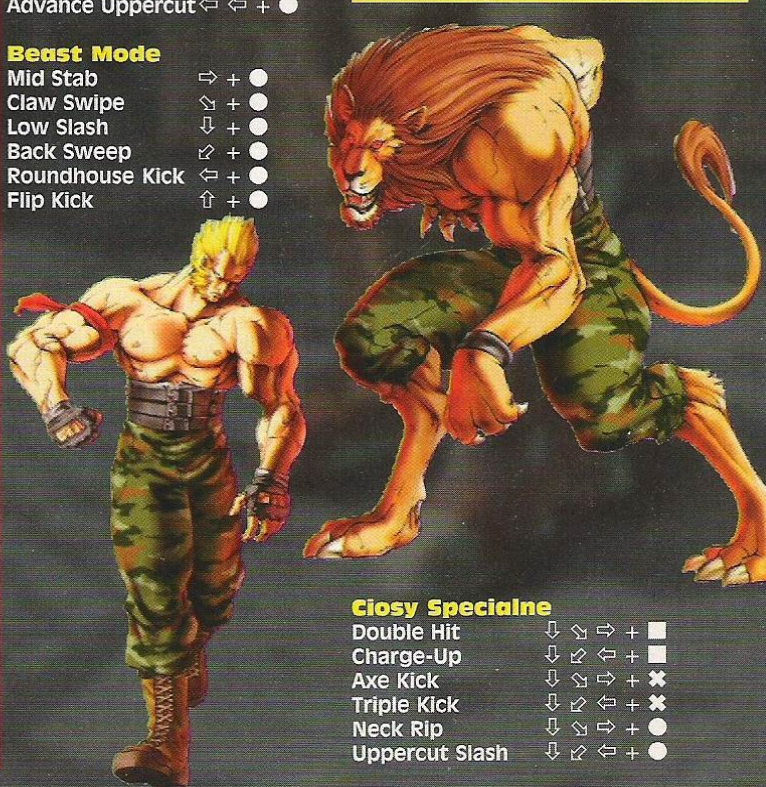 Advance Uppercut ⇦ ⇦ + ●
Beast Mode
Mid Stab ⇨ + ●
Claw Swipe ⬂ + ●
Low Slash ⇩ + ●
Back Sweep ⬃ + ●
Roundhouse Kick ⇦ + ●
Flip Kick ⇧ + ●
Ciosy Specialne
Double Hit ⇩ ⬂ ⇨ + ■
Charge-Up ⇩ ⬃ ⇦ + ■
Axe Kick ⇩ ⬂ ⇨ + ✖
Triple Kick ⇩ ⬃ ⇦ + ✖
Neck Rip ⇩ ⬂ ⇨ + ●
Uppercut Slash ⇩ ⬃ ⇦ + ●